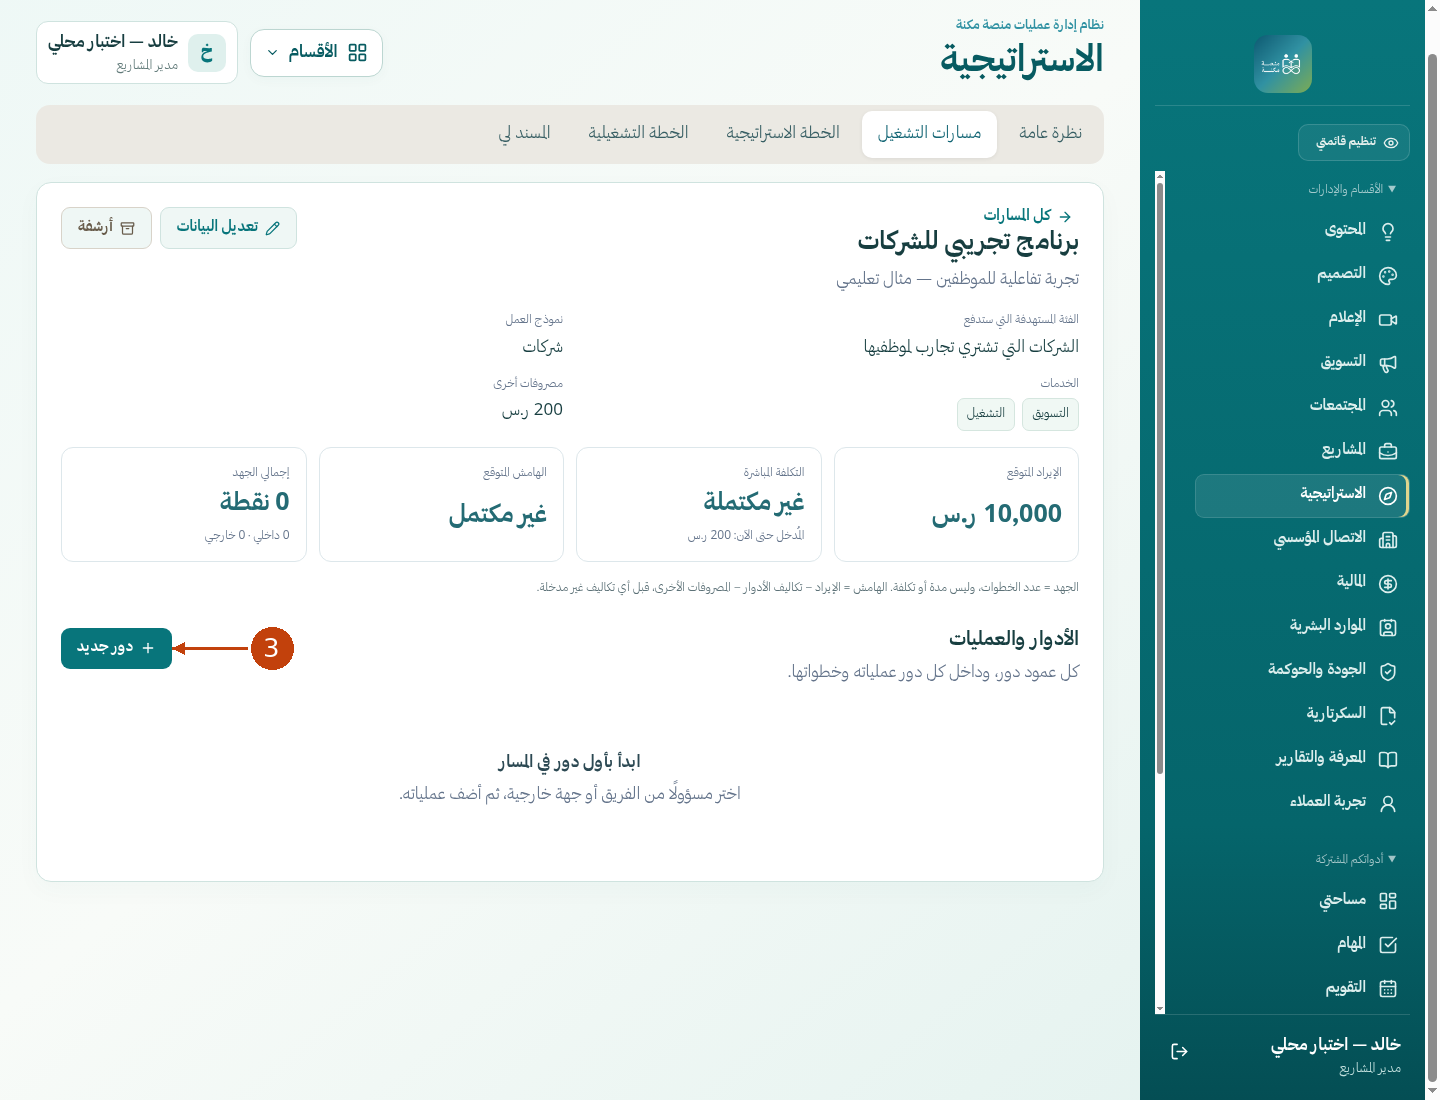 نظام إدارة عمليات منصة مكنة
الاستراتيجية
الأقسام
خ
خالد — اختبار محلي
مدير المشاريع
نظرة عامة
مسارات التشغيل
الخطة الاستراتيجية
الخطة التشغيلية
المسند لي
كل المسارات
برنامج تجريبي للشركات
تجربة تفاعلية للموظفين — مثال تعليمي
تعديل البيانات
أرشفة
الفئة المستهدفة التي ستدفع
الشركات التي تشتري تجارب لموظفيها
نموذج العمل
شركات
الخدمات
التسويق
التشغيل
مصروفات أخرى
200 ر.س
الإيراد المتوقع
10,000 ر.س
التكلفة المباشرة
غير مكتملة
المُدخل حتى الآن: 200 ر.س
الهامش المتوقع
غير مكتمل
إجمالي الجهد
0 نقطة
0 داخلي · 0 خارجي
الجهد = عدد الخطوات، وليس مدة أو تكلفة. الهامش = الإيراد − تكاليف الأدوار − المصروفات الأخرى، قبل أي تكاليف غير مدخلة.
الأدوار والعمليات
كل عمود دور، وداخل كل دور عملياته وخطواتها.
3
دور جديد
ابدأ بأول دور في المسار
اختر مسؤولًا من الفريق أو جهة خارجية، ثم أضف عملياته.
منصة
مكنة
تنظيم قائمتي
الأقسام والإدارات
المحتوى
التصميم
الإعلام
التسويق
المجتمعات
المشاريع
الاستراتيجية
الاتصال المؤسسي
المالية
الموارد البشرية
الجودة والحوكمة
السكرتارية
المعرفة والتقارير
تجربة العملاء
أدواتكم المشتركة
مساحتي
المهام
التقويم
خالد — اختبار محلي
مدير المشاريع